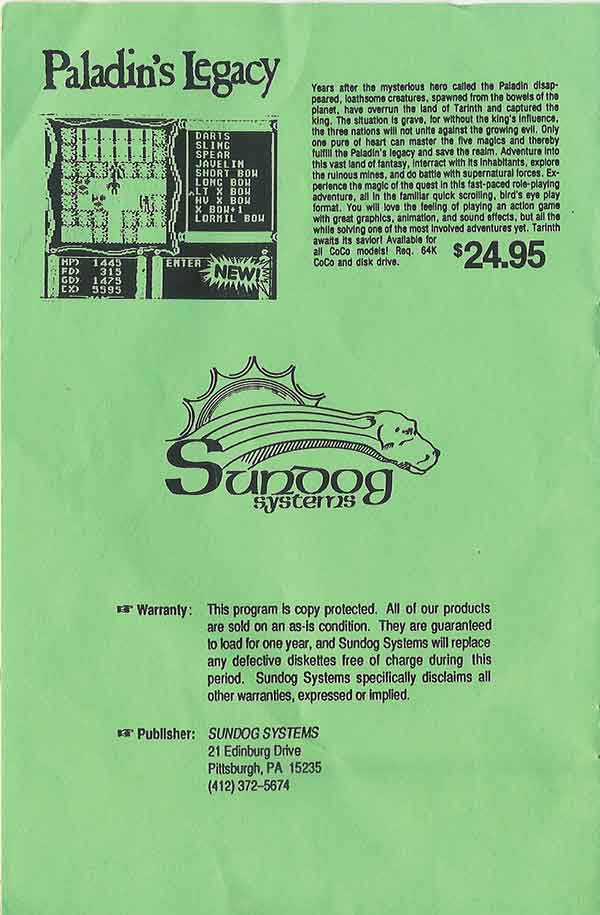 Paladin's Legacy
Years after the mysterious hero called the Paladin disap-
peared, loathsome creatures, spawned from the bowels of the
planet, have overrun the land of Tarinth and captured the
king. The situation is grave, for without the king's influence,
the three nations will not unite against the growing evil. Only
one pure of heart can master the five magics and thereby
fulfill the Paladin's legacy and save the realm. Adventure into
this vast land of fantasy, interract with its inhabitants, explore
the ruinous mines, and do battle with supernatural forces. Ex-
perience the magic of the quest in this fast-paced role-playing
adventure, all in the familiar quick scrolling, bird's eye play
format. You will love the feeling of playing an action game
with great graphics, animation, and sound effects, but all the
while solving one of the most involved adventures yet. Tarinth
awaits its savior! Available for
all CoCo models! Req. 64K
CoCo and disk drive.
$24.95
DARTS
SLING
SPEAR
JAVELIN
SHORT BOW
LONG BOW
LT X BOW
HV X BOW
X BOW+1
LORMIL BOW
HP) 1445
FD) 315
GD) 1475
EX) 5595
ENTER
NEW!
Sundog
systems
Warranty: This program is copy protected. All of our products
are sold on an as-is condition. They are guaranteed
to load for one year, and Sundog Systems will replace
any defective diskettes free of charge during this
period. Sundog Systems specifically disclaims all
other warranties, expressed or implied.
Publisher: SUNDOG SYSTEMS
21 Edinburg Drive
Pittsburgh, PA 15235
(412) 372-5674